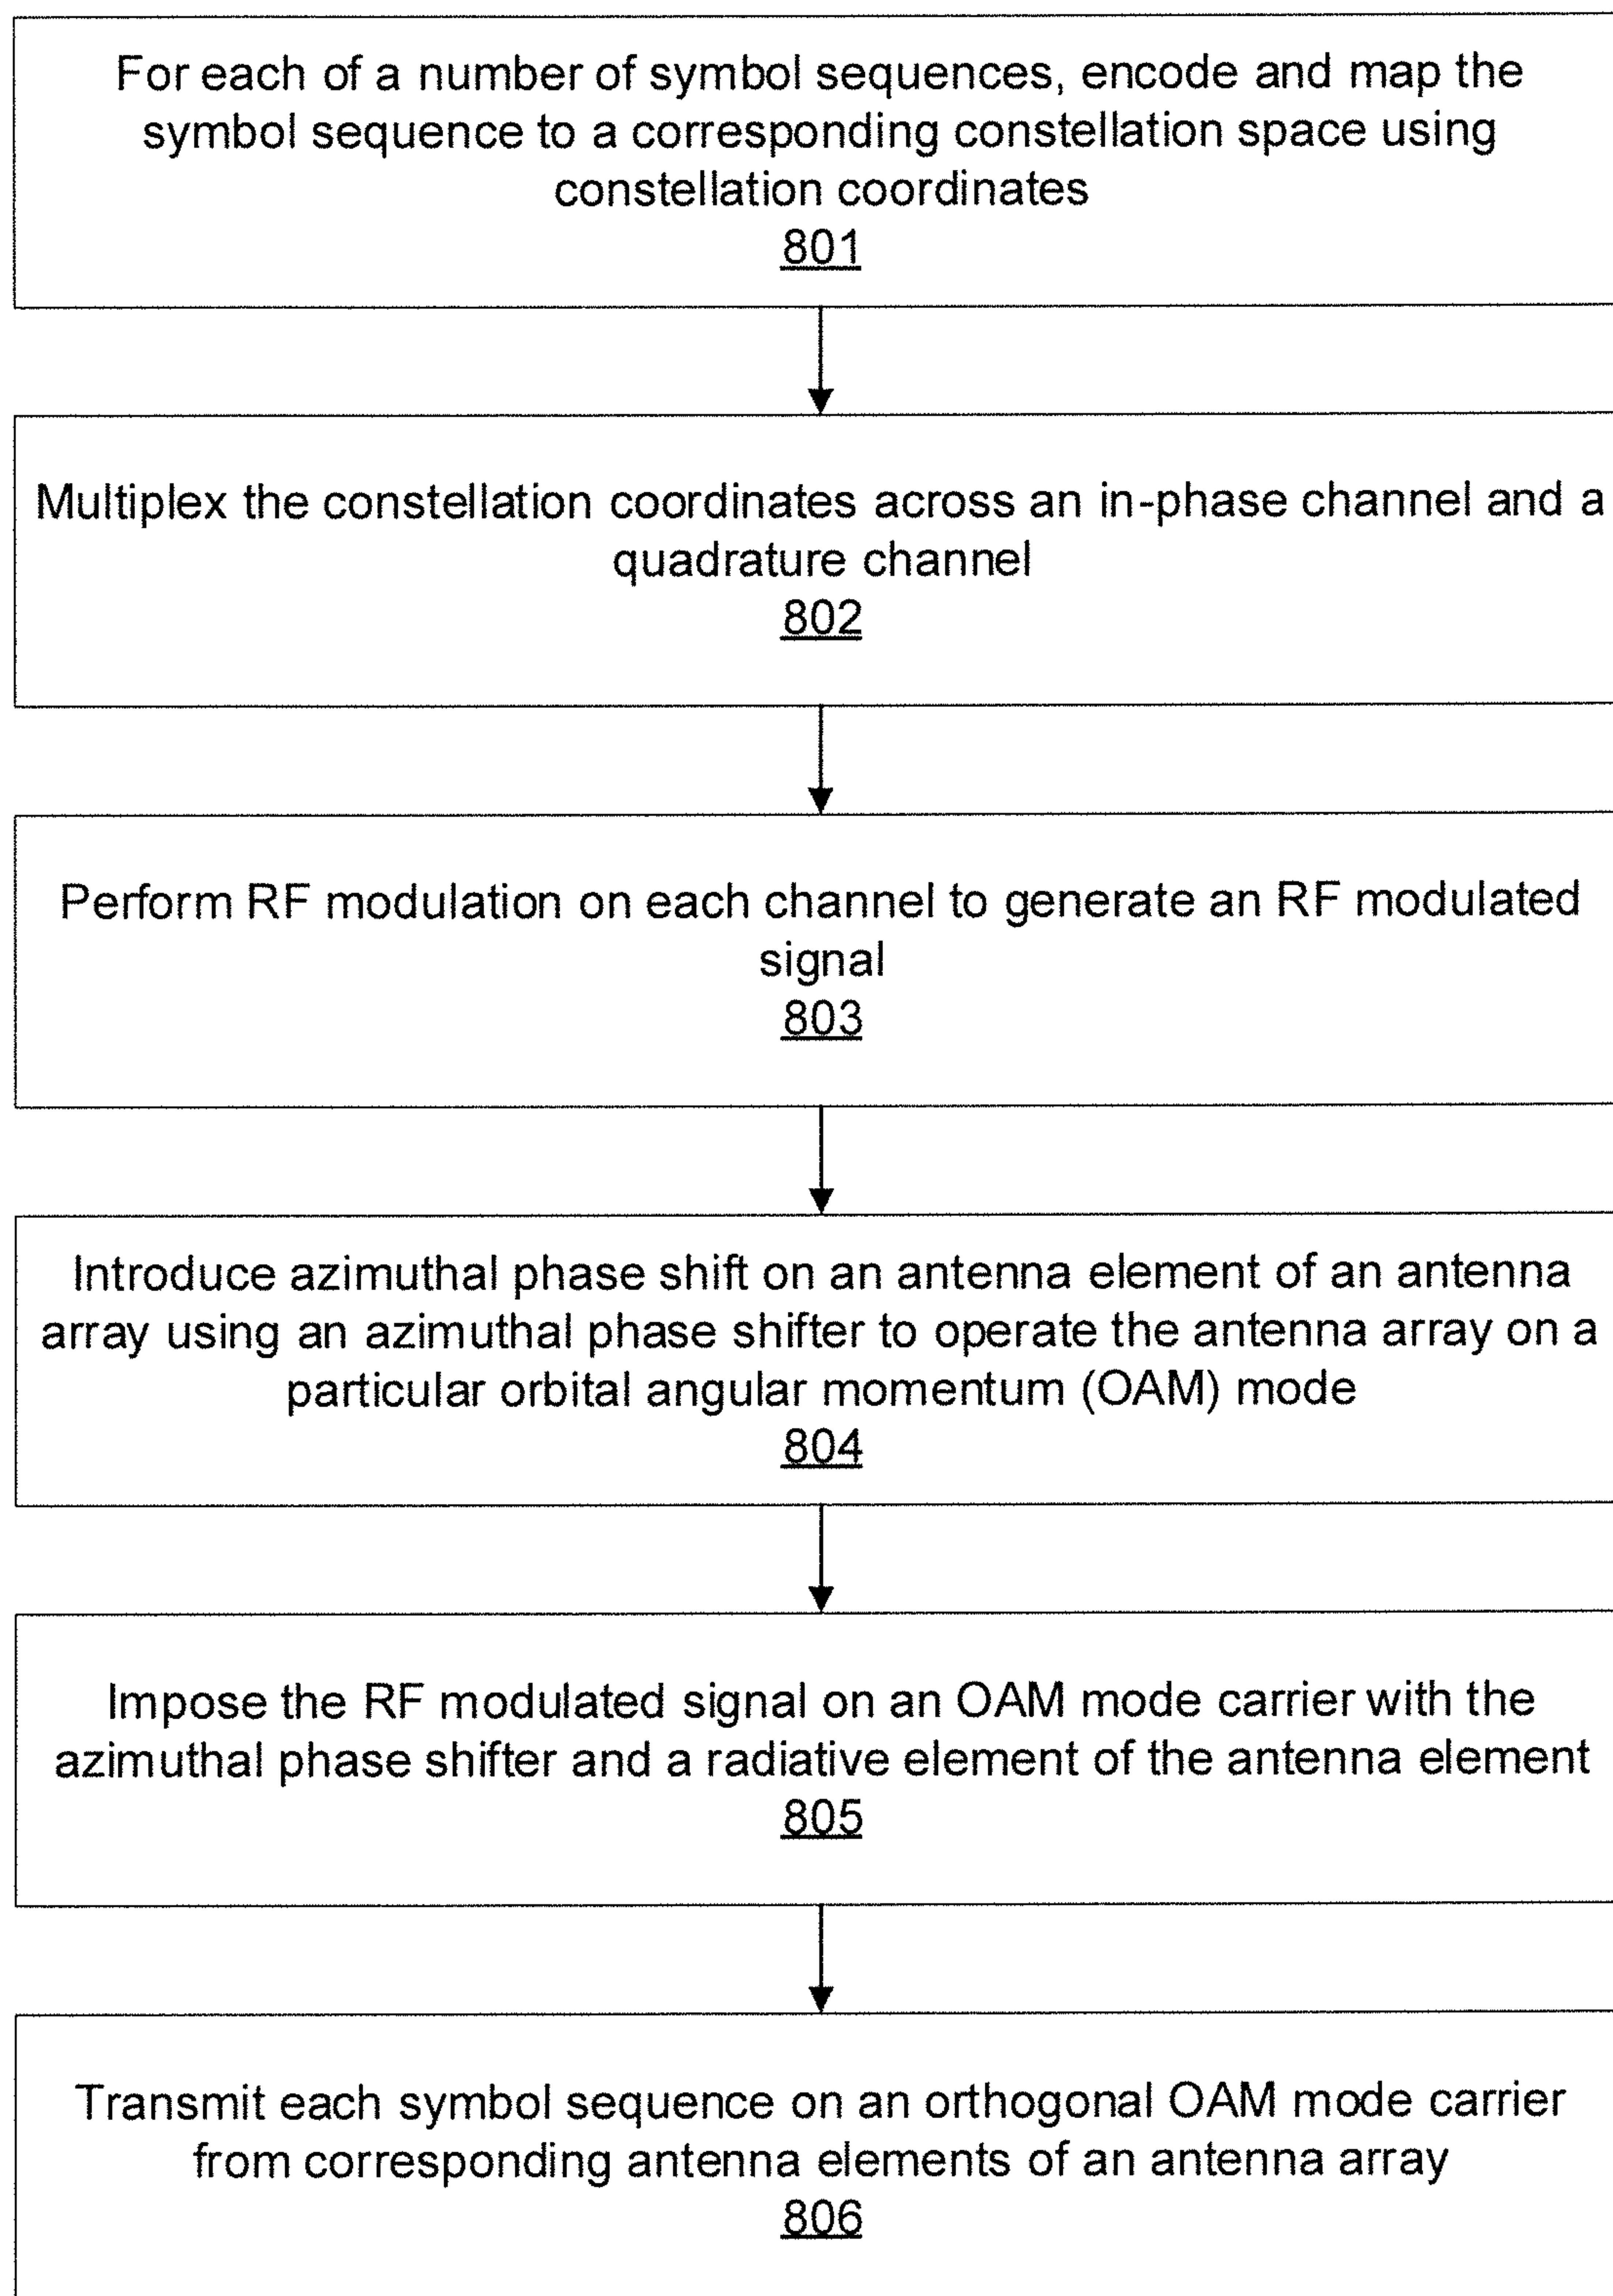 For each of a number of symbol sequences, encode and map the
symbol sequence to a corresponding constellation space using
constellation coordinates
801
Multiplex the constellation coordinates across an in-phase channel and a
quadrature channel
802
Perform RF modulation on each channel to generate an RF modulated
signal
803
Introduce azimuthal phase shift on an antenna element of an antenna
array using an azimuthal phase shifter to operate the antenna array on a
particular orbital angular momentum (OAM) mode
804
Impose the RF modulated signal on an OAM mode carrier with the
azimuthal phase shifter and a radiative element of the antenna element
805
Transmit each symbol sequence on an orthogonal OAM mode carrier
from corresponding antenna elements of an antenna array
806